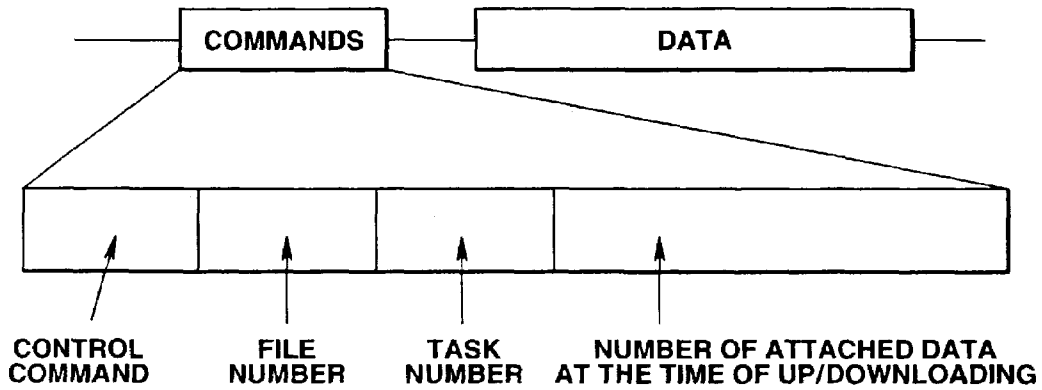 COMMANDS
DATA
CONTROL
COMMAND
FILE
NUMBER
TASK
NUMBER
NUMBER OF ATTACHED DATA
AT THE TIME OF UP/DOWNLOADING